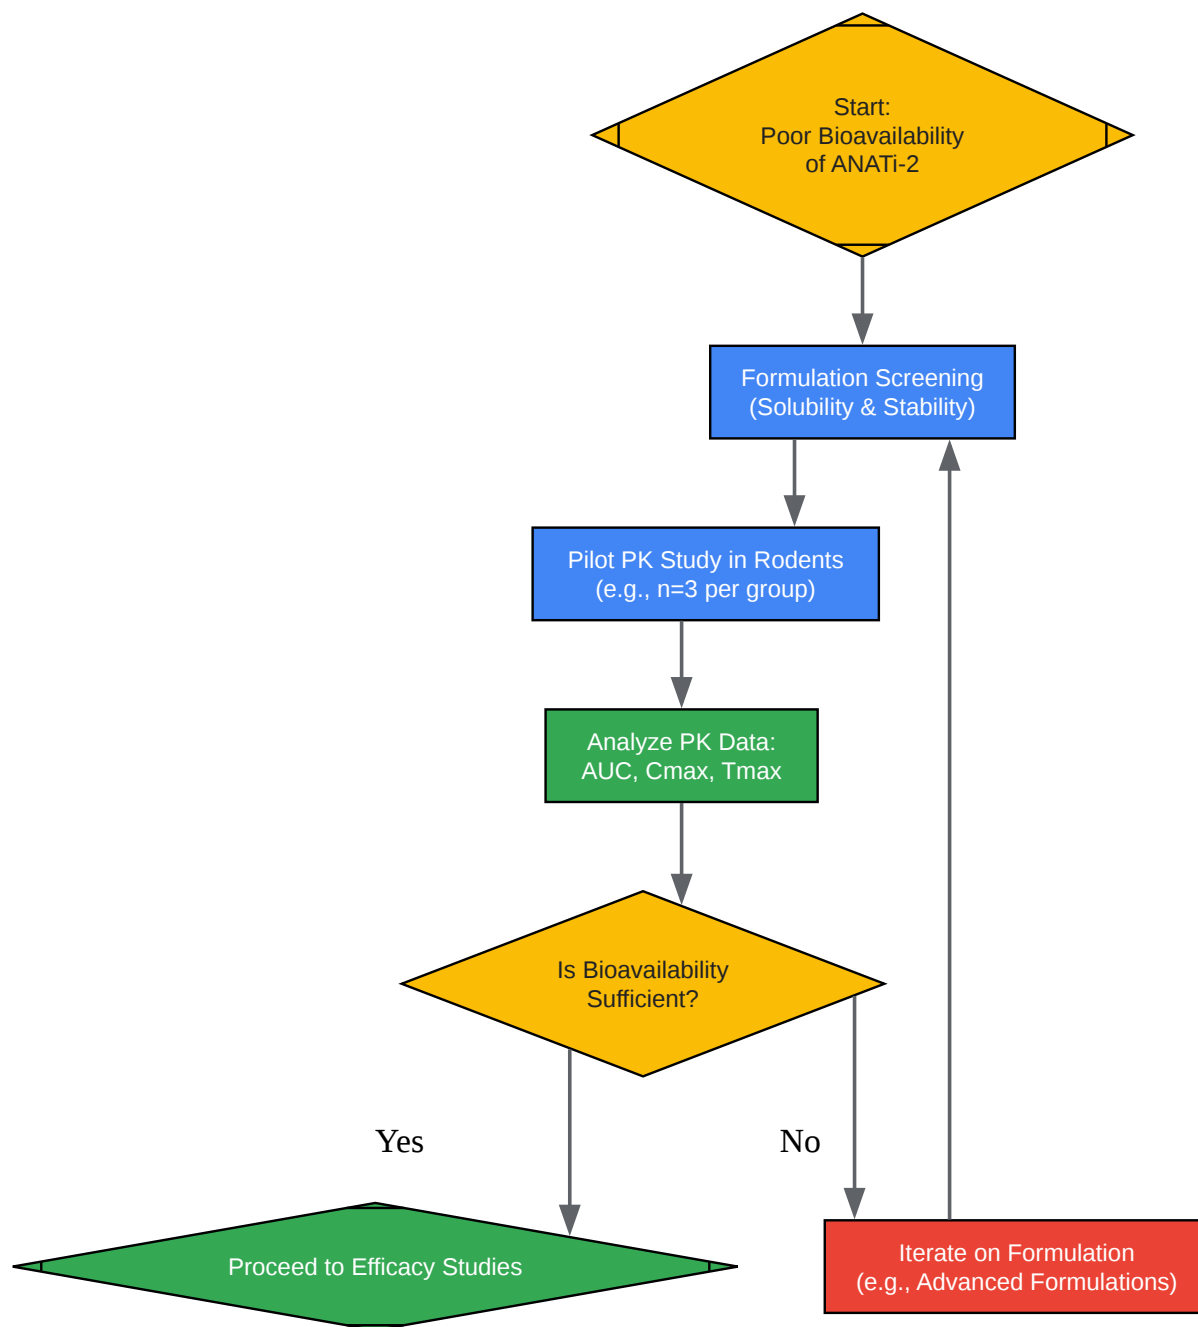 Start:
Poor Bioavailability
of ANATi-2
Formulation Screening
(Solubility & Stability)
Pilot PK Study in Rodents
(e.g., n=3 per group)
Analyze PK Data:
AUC, Cmax, Tmax
Is Bioavailability
Sufficient?
Yes
No
Proceed to Efficacy Studies
Iterate on Formulation
(e.g., Advanced Formulations)